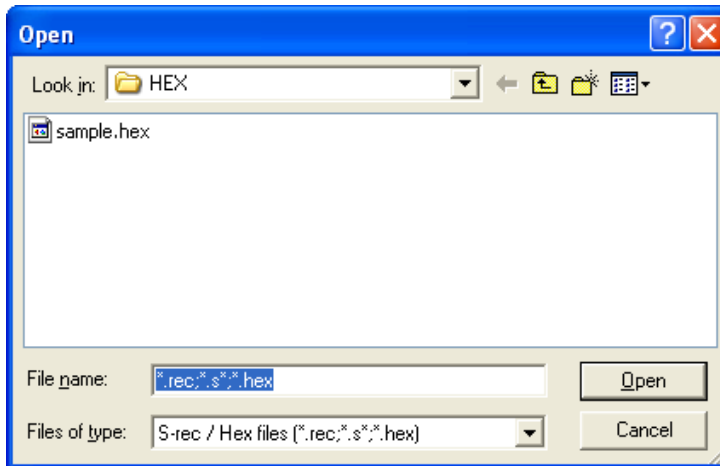 Open
Look in: HEX
sample.hex
File name: *.rec;*.s*;*.hex Open
Files of type: S-rec / Hex files (*.rec;*.s*;*.hex) Cancel